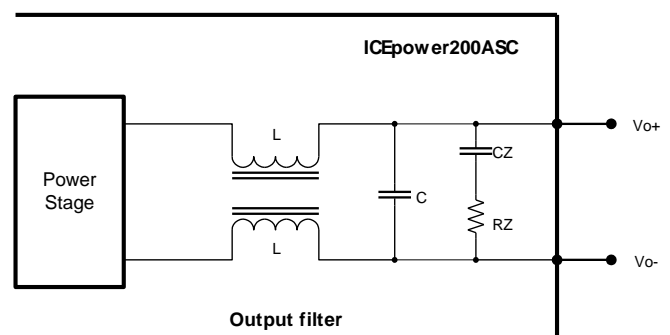 ICEpower200ASC
L
Vo+
CZ
Power
Stage
C
RZ
L
Vo-
Output filter